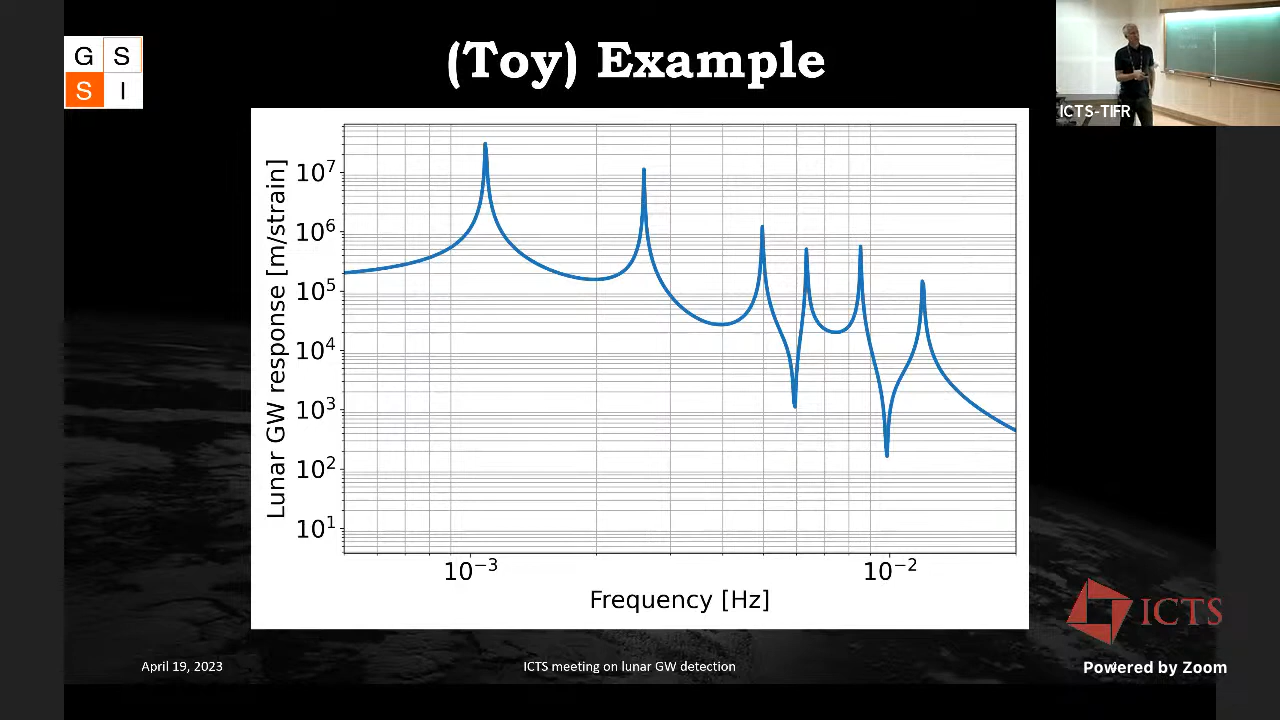 G S
S I
(Toy) Example
ICTS-TIFR
Lunar GW response [m/strain]
10⁷
10⁶
10⁵
10⁴
10³
10²
10¹
10⁻³ 10⁻²
Frequency [Hz]
ICTS
April 19, 2023 ICTS meeting on lunar GW detection
Powered by Zoom